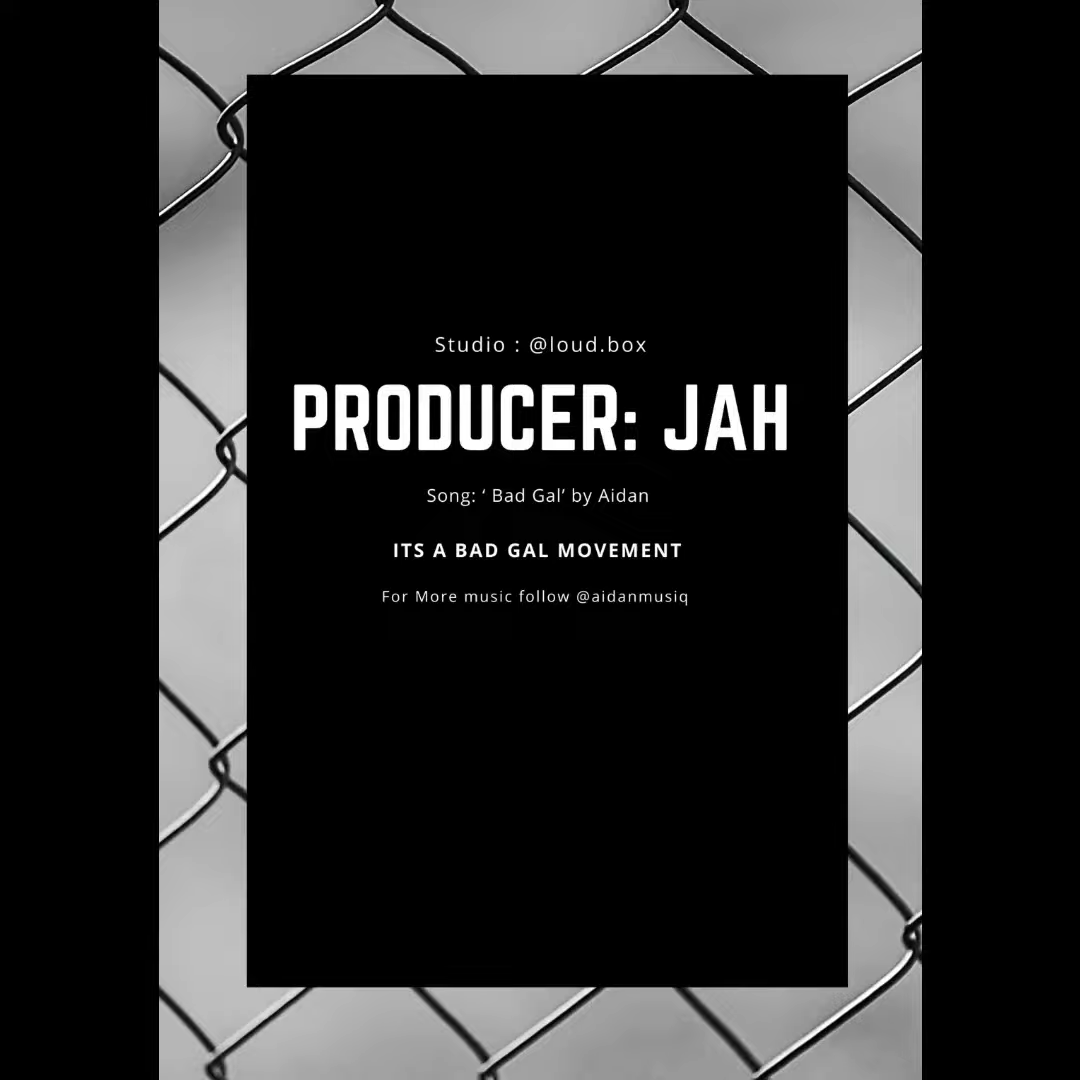 Studio : @loud.box
PRODUCER: JAH
Song: ‘ Bad Gal’ by Aidan
ITS A BAD GAL MOVEMENT
For More music follow @aidanmusiq